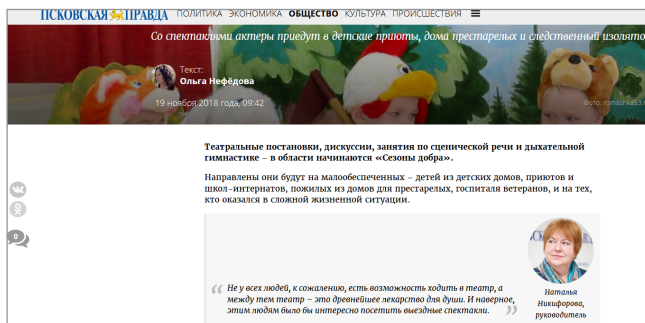 ПСКОВСКАЯ ПРАВДА ПОЛИТИКА ЭКОНОМИКА ОБЩЕСТВО КУЛЬТУРА ПРОИСШЕСТВИЯ
Со спектаклями актеры приедут в детские приюты, дома престарелых и следственный изолято
Текст:
Ольга Нефёдова
19 ноября 2018 года, 09:42
Фото: romashka53.r
Театральные постановки, дискуссии, занятия по сценической речи и дыхательной
гимнастике – в области начинаются «Сезоны добра».
Направлены они будут на малообеспеченных – детей из детских домов, приютов и
школ-интернатов, пожилых из домов для престарелых, госпиталя ветеранов, и на тех,
кто оказался в сложной жизненной ситуации.
0
“ Не у всех людей, к сожалению, есть возможность ходить в театр, а
между тем театр – это древнейшее лекарство для души. И наверное,
этим людям было бы интересно посетить выездные спектакли. ”
Наталья
Никифорова,
руководитель